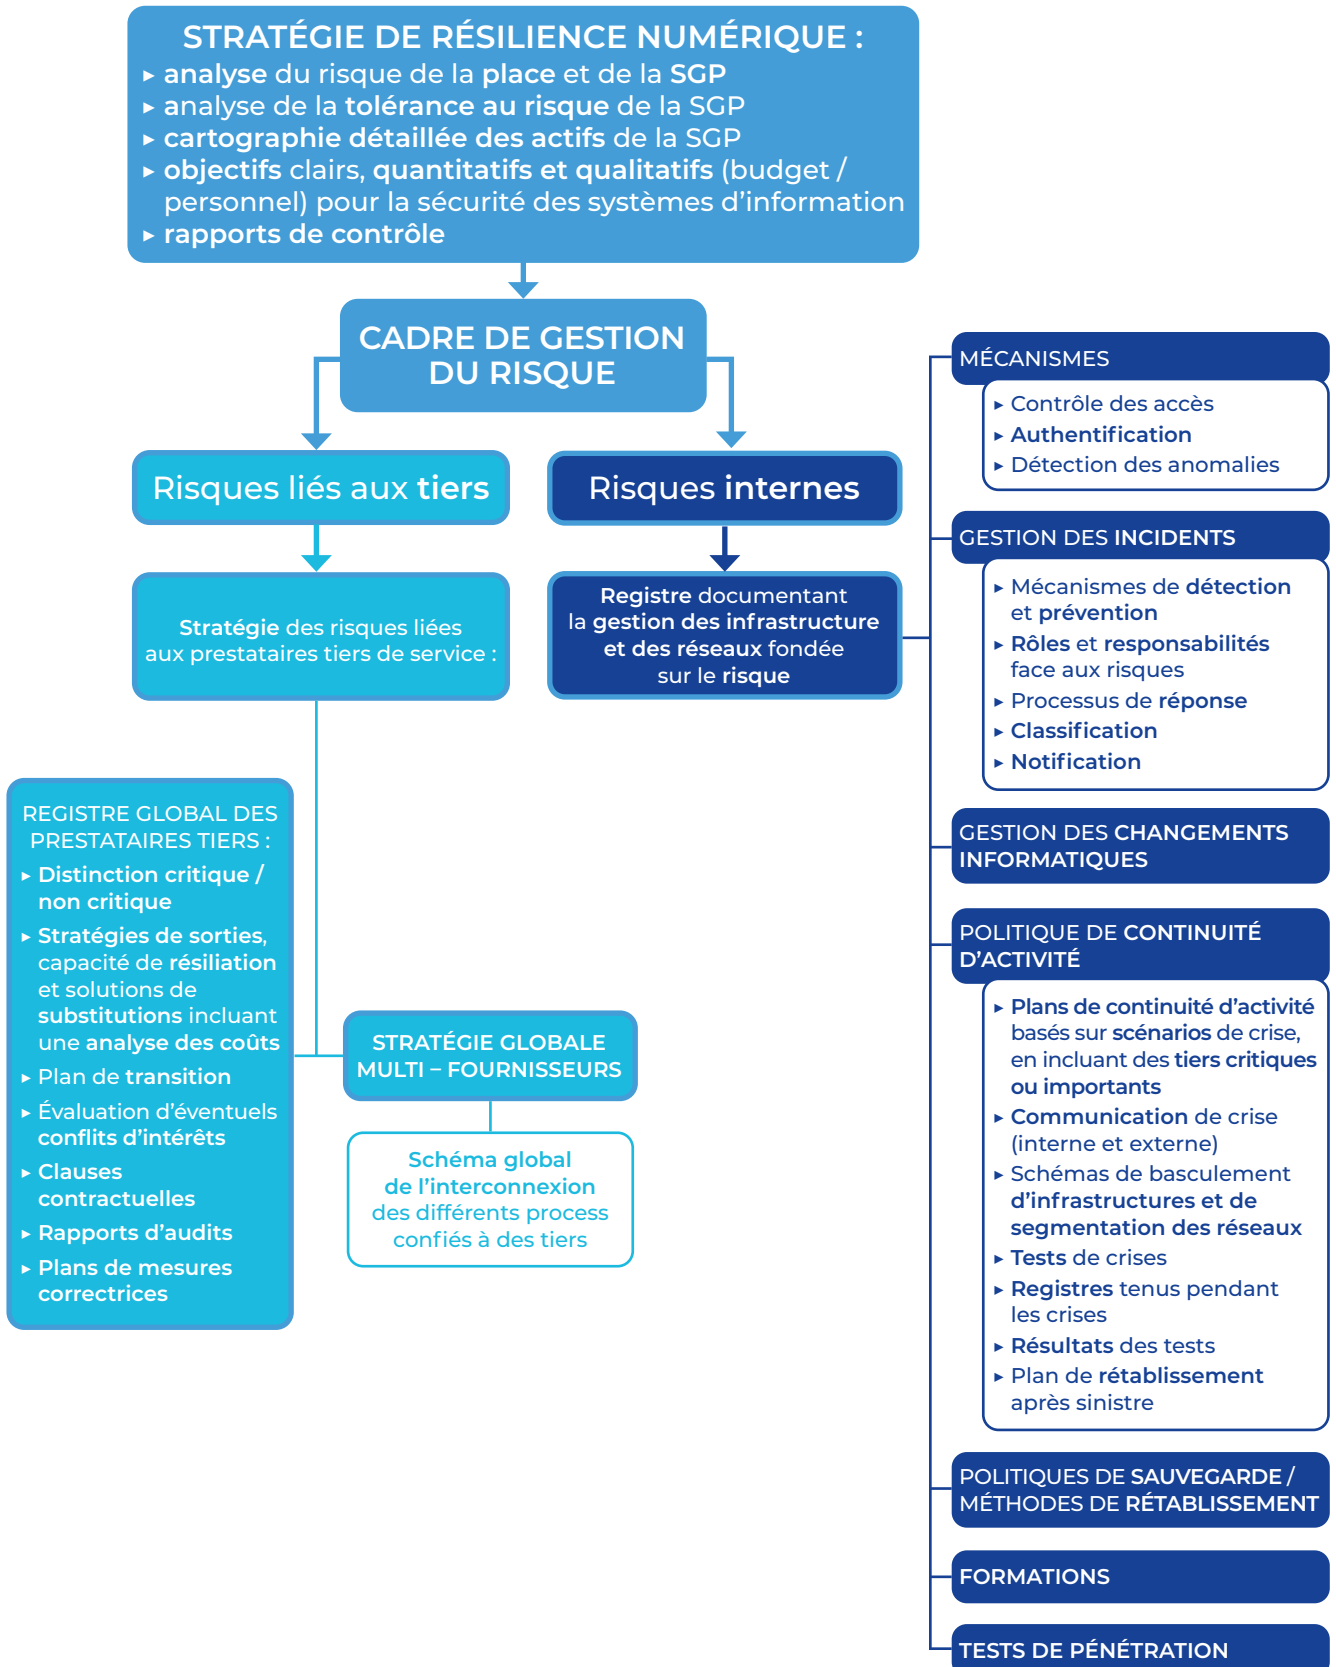 STRATÉGIE DE RÉSILIENCE NUMÉRIQUE :
▸ analyse du risque de la place et de la SGP
▸ analyse de la tolérance au risque de la SGP
▸ cartographie détaillée des actifs de la SGP
▸ objectifs clairs, quantitatifs et qualitatifs (budget /
personnel) pour la sécurité des systèmes d’information
▸ rapports de contrôle
CADRE DE GESTION
DU RISQUE
Risques liés aux tiers
Stratégie des risques liées
aux prestataires tiers de service :
REGISTRE GLOBAL DES
PRESTATAIRES TIERS :
▸ Distinction critique /
non critique
▸ Stratégies de sorties,
capacité de résiliation
et solutions de
substitutions incluant
une analyse des coûts
▸ Plan de transition
▸ Évaluation d’éventuels
conflits d’intérêts
▸ Clauses
contractuelles
▸ Rapports d’audits
▸ Plans de mesures
correctrices
STRATÉGIE GLOBALE
MULTI – FOURNISSEURS
Schéma global
de l’interconnexion
des différents process
confiés à des tiers
Risques internes
Registre documentant
la gestion des infrastructure
et des réseaux fondée
sur le risque
MÉCANISMES
▸ Contrôle des accès
▸ Authentification
▸ Détection des anomalies
GESTION DES INCIDENTS
▸ Mécanismes de détection
et prévention
▸ Rôles et responsabilités
face aux risques
▸ Processus de réponse
▸ Classification
▸ Notification
GESTION DES CHANGEMENTS
INFORMATIQUES
POLITIQUE DE CONTINUITÉ
D’ACTIVITÉ
▸ Plans de continuité d’activité
basés sur scénarios de crise,
en incluant des tiers critiques
ou importants
▸ Communication de crise
(interne et externe)
▸ Schémas de basculement
d’infrastructures et de
segmentation des réseaux
▸ Tests de crises
▸ Registres tenus pendant
les crises
▸ Résultats des tests
▸ Plan de rétablissement
après sinistre
POLITIQUES DE SAUVEGARDE /
MÉTHODES DE RÉTABLISSEMENT
FORMATIONS
TESTS DE PÉNÉTRATION